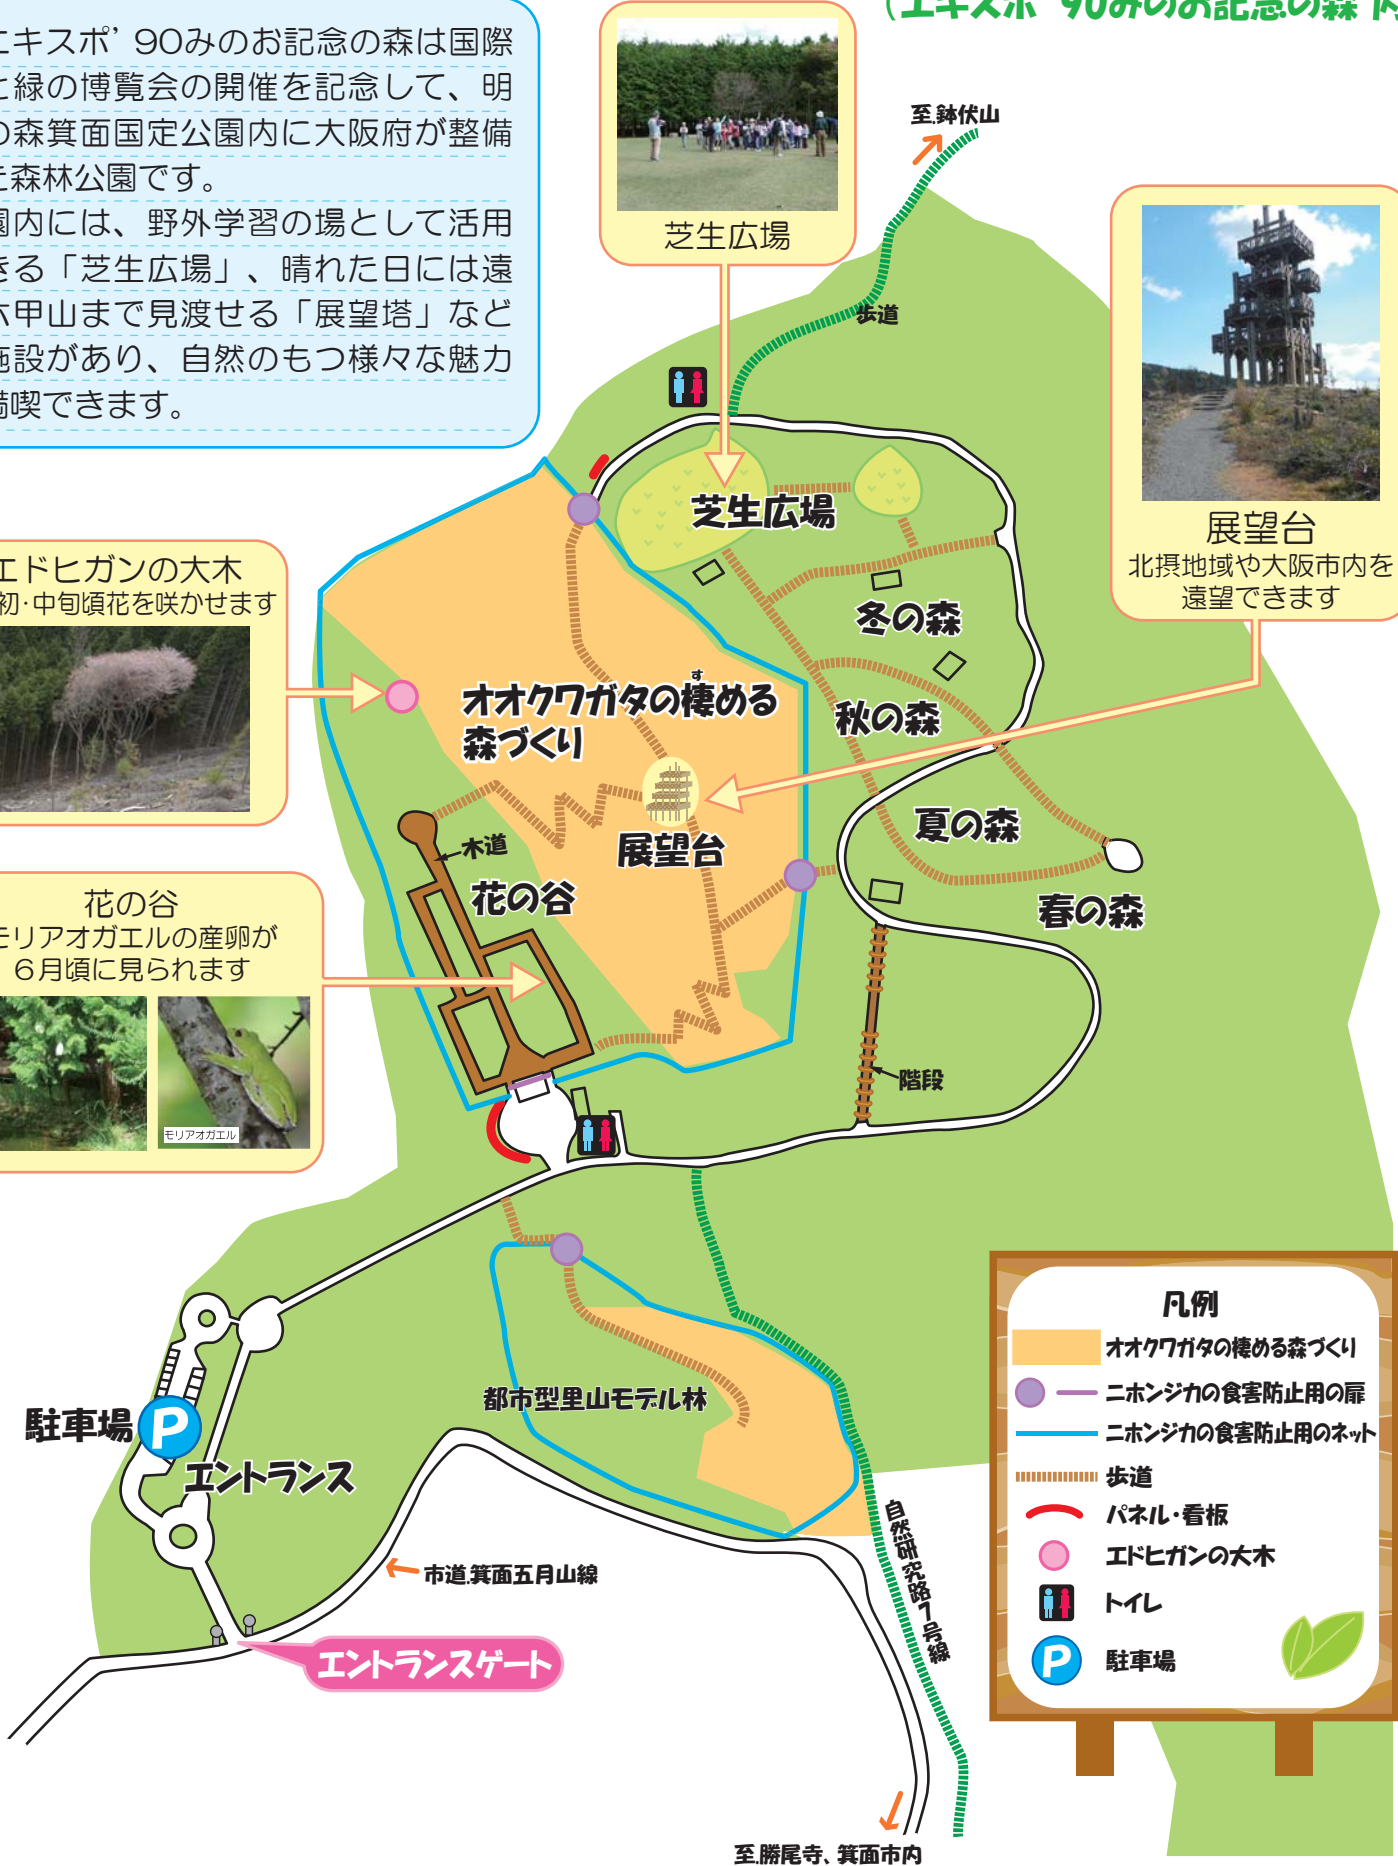 (エキスポ'90みのお記念の森 内
エキスポ'90みのお記念の森は国際
と緑の博覧会の開催を記念して、明
の森箕面国定公園内に大阪府が整備
た森林公園です。
園内には、野外学習の場として活用
きる「芝生広場」、晴れた日には遠
六甲山まで見渡せる「展望塔」など
施設があり、自然のもつ様々な魅力
満喫できます。
芝生広場
至.鉢伏山
歩道
展望台
北摂地域や大阪市内を
遠望できます
芝生広場
エドヒガンの大木
初・中旬頃花を咲かせます
冬の森
す
オオクワガタの棲める
森づくり
秋の森
夏の森
展望台
木道
花の谷
春の森
花の谷
モリアオガエルの産卵が
6月頃に見られます
モリアオガエル
階段
都市型里山モデル林
駐車場
P
エントランス
市道.箕面五月山線
エントランスゲート
自然研究路7号線
至.勝尾寺、箕面市内
凡例
オオクワガタの棲める森づくり
ニホンジカの食害防止用の扉
ニホンジカの食害防止用のネット
歩道
パネル・看板
エドヒガンの大木
トイレ
P
駐車場